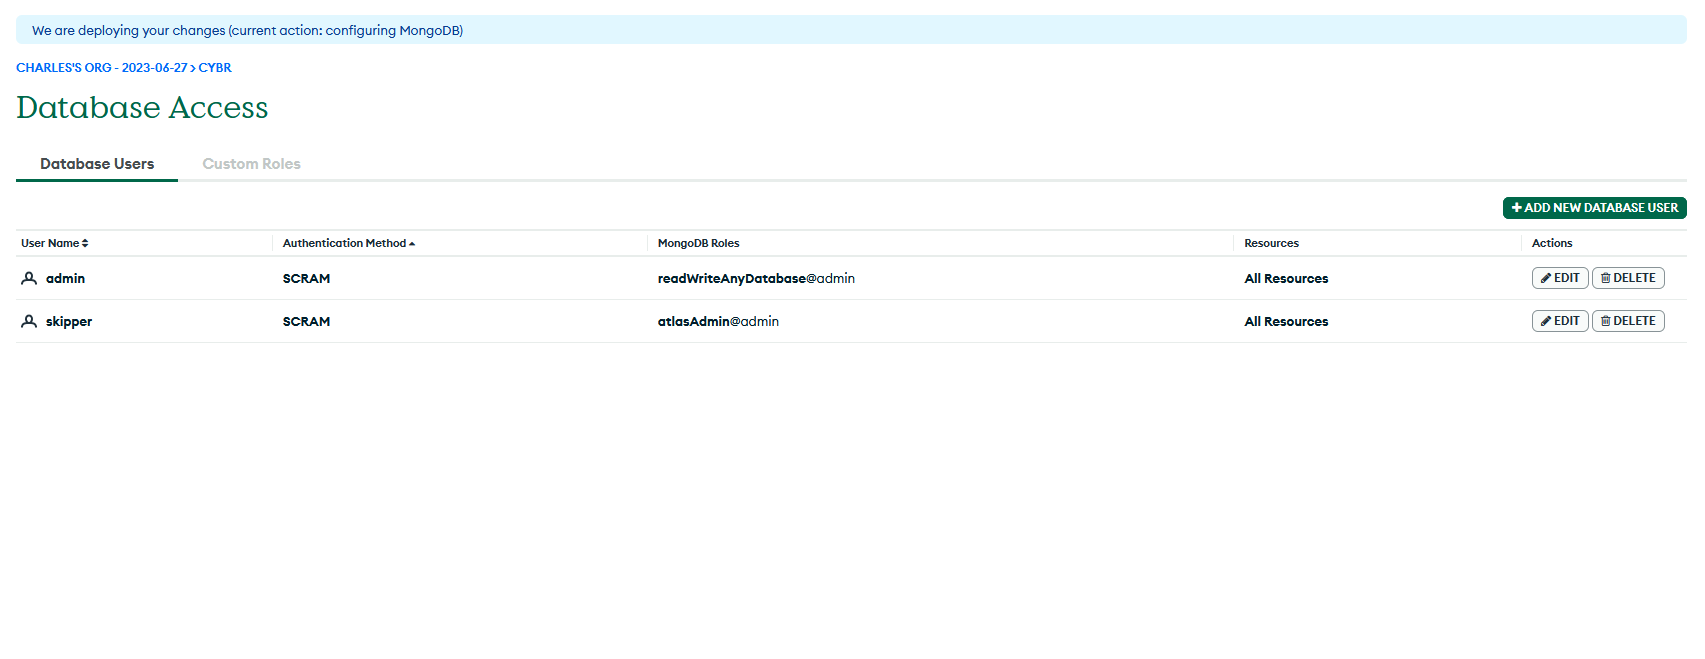 We are deploying your changes (current action: configuring MongoDB)
CHARLES'S ORG - 2023-06-27 > CYBR
Database Access
Database Users Custom Roles
ADD NEW DATABASE USER
User Name Authentication Method MongoDB Roles Resources Actions
admin SCRAM readWriteAnyDatabase@admin All Resources EDIT DELETE
skipper SCRAM atlasAdmin@admin All Resources EDIT DELETE